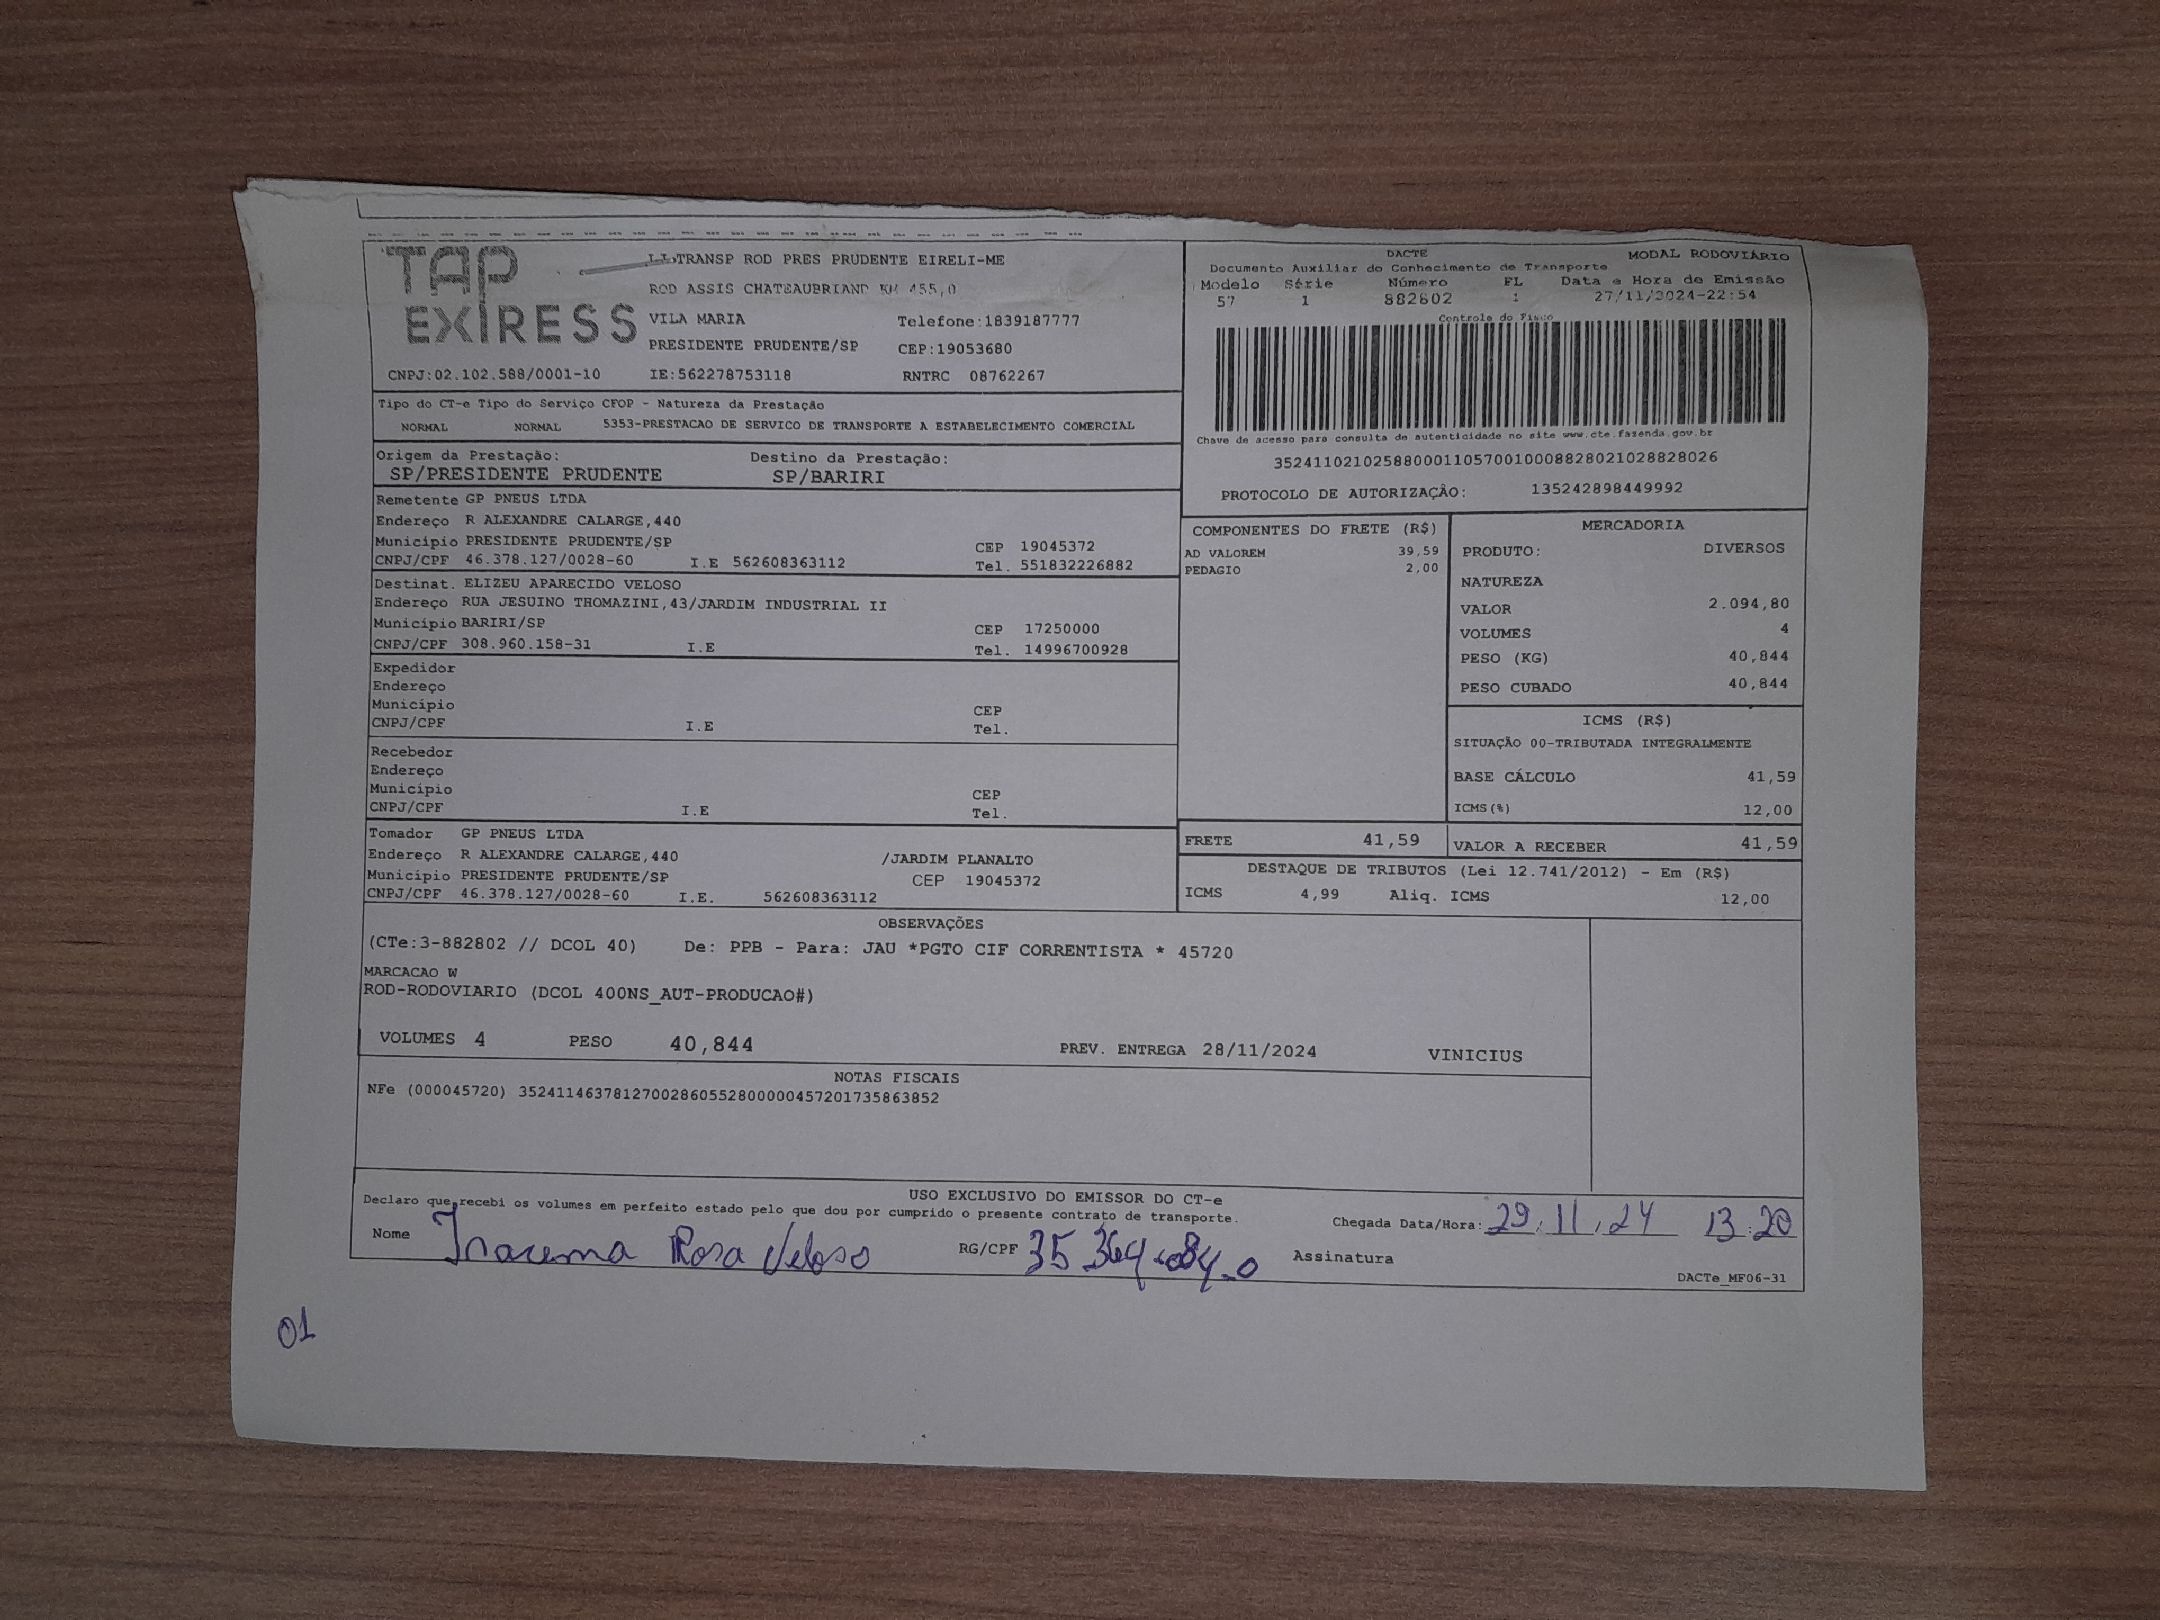 TAP
EXPRESS
LL TRANSP ROD PRES PRUDENTE EIRELI-ME
ROD ASSIS CHATEAUBRIAND KM 455,0
VILA MARIA Telefone:1839187777
PRESIDENTE PRUDENTE/SP CEP:19053680
CNPJ:02.102.588/0001-10 IE:562278753118 RNTRC 08762267
DACTE MODAL RODOVIÁRIO
Documento Auxiliar do Conhecimento de Transporte
Modelo Série Número FL Data e Hora de Emissão
57 1 882802 1 27/11/2024-22:54
Controle do Fisco
Chave de acesso para consulta de autenticidade no site www.cte.fazenda.gov.br
35241102102588000110570010008828021028828026
PROTOCOLO DE AUTORIZAÇÃO: 135242898449992
Tipo do CT-e Tipo do Serviço CFOP - Natureza da Prestação
NORMAL NORMAL 5353-PRESTACAO DE SERVICO DE TRANSPORTE A ESTABELECIMENTO COMERCIAL
Origem da Prestação: Destino da Prestação:
SP/PRESIDENTE PRUDENTE SP/BARIRI
Remetente GP PNEUS LTDA
Endereço R ALEXANDRE CALARGE,440
Município PRESIDENTE PRUDENTE/SP CEP 19045372
CNPJ/CPF 46.378.127/0028-60 I.E 562608363112 Tel. 551832226882
Destinat. ELIZEU APARECIDO VELOSO
Endereço RUA JESUINO THOMAZINI,43/JARDIM INDUSTRIAL II
Município BARIRI/SP CEP 17250000
CNPJ/CPF 308.960.158-31 I.E Tel. 14996700928
Expedidor
Endereço
Município CEP
CNPJ/CPF I.E Tel.
Recebedor
Endereço
Município CEP
CNPJ/CPF I.E Tel.
Tomador GP PNEUS LTDA
Endereço R ALEXANDRE CALARGE,440 /JARDIM PLANALTO
Município PRESIDENTE PRUDENTE/SP CEP 19045372
CNPJ/CPF 46.378.127/0028-60 I.E. 562608363112
COMPONENTES DO FRETE (R$)
AD VALOREM 39,59
PEDAGIO 2,00
MERCADORIA
PRODUTO: DIVERSOS
NATUREZA
VALOR 2.094,80
VOLUMES 4
PESO (KG) 40,844
PESO CUBADO 40,844
ICMS (R$)
SITUAÇÃO 00-TRIBUTADA INTEGRALMENTE
BASE CÁLCULO 41,59
ICMS(%) 12,00
FRETE 41,59 VALOR A RECEBER 41,59
DESTAQUE DE TRIBUTOS (Lei 12.741/2012) - Em (R$)
ICMS 4,99 Aliq. ICMS 12,00
OBSERVAÇÕES
(CTe:3-882802 // DCOL 40) De: PPB - Para: JAU *PGTO CIF CORRENTISTA * 45720
MARCACAO W
ROD-RODOVIARIO (DCOL 400NS_AUT-PRODUCAO#)
VOLUMES 4 PESO 40,844 PREV. ENTREGA 28/11/2024 VINICIUS
NOTAS FISCAIS
NFe (000045720) 35241146378127002860552800000457201735863852
USO EXCLUSIVO DO EMISSOR DO CT-e
Declaro que recebi os volumes em perfeito estado pelo que dou por cumprido o presente contrato de transporte.
Chegada Data/Hora: 29.11.24 13:20
Nome Iracema Rosa Veloso RG/CPF 35 364.084-0 Assinatura
DACTe_MF06-31
01